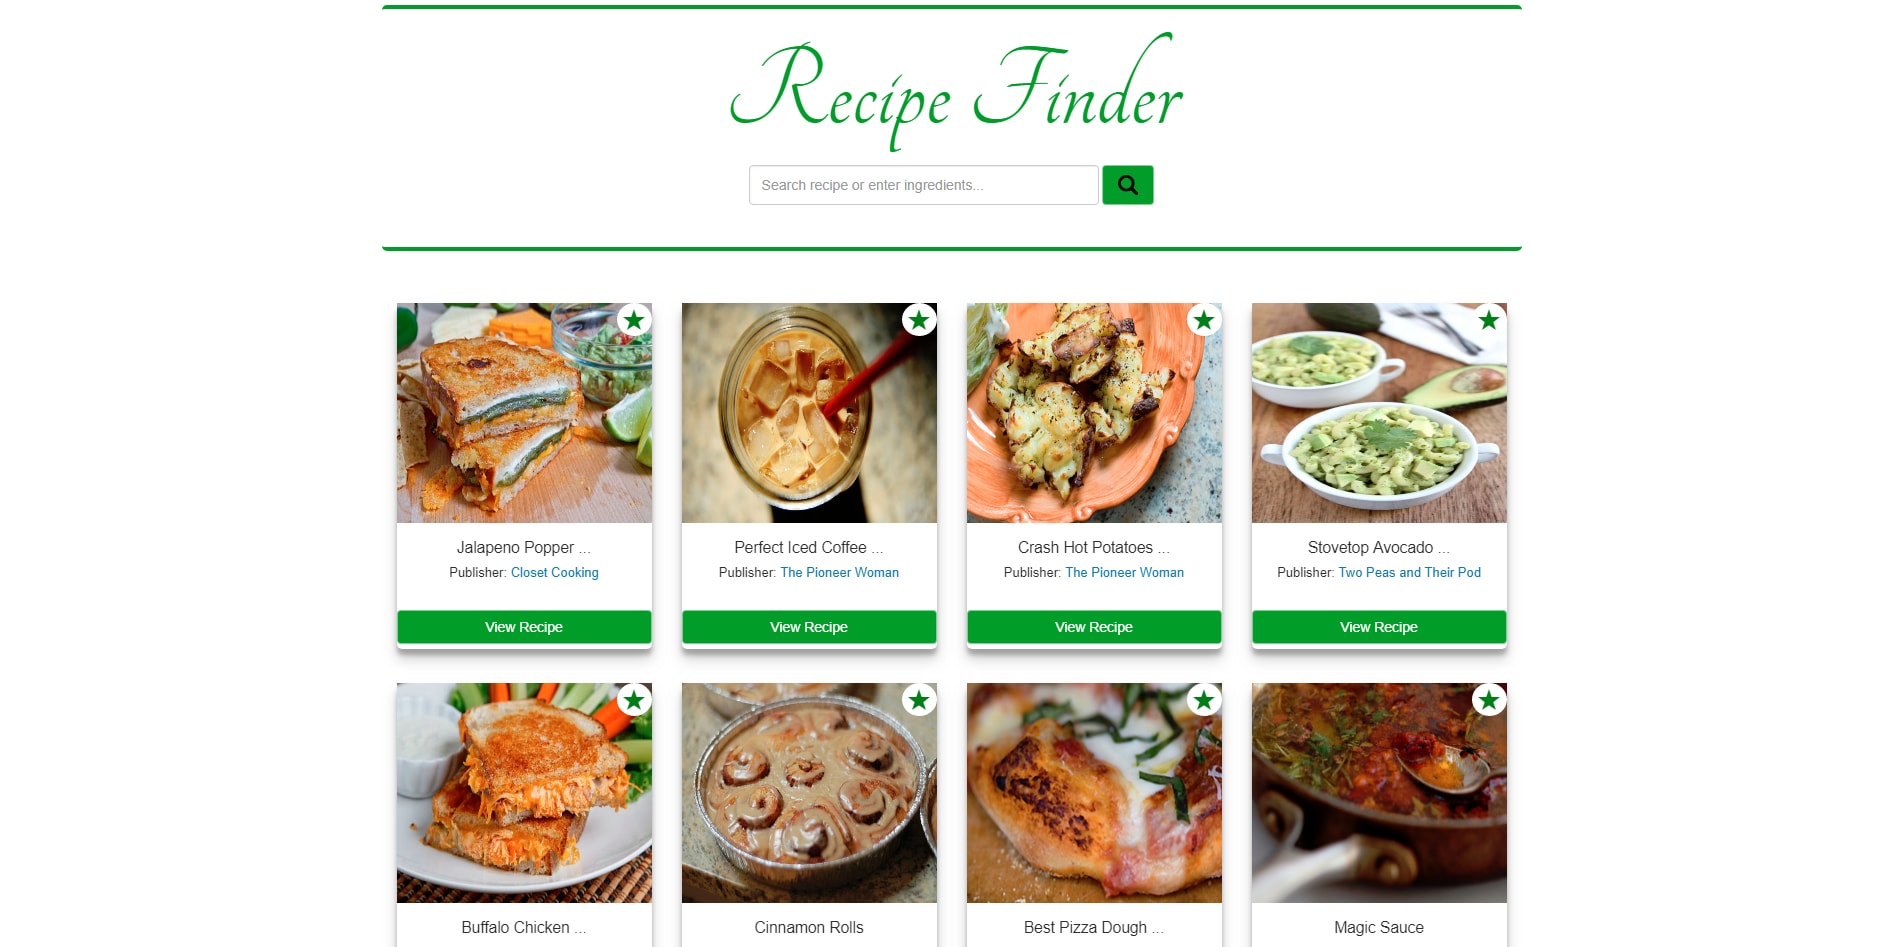 Recipe Finder
Search recipe or enter ingredients...
Jalapeno Popper ...
Publisher: Closet Cooking
View Recipe
Perfect Iced Coffee ...
Publisher: The Pioneer Woman
View Recipe
Crash Hot Potatoes ...
Publisher: The Pioneer Woman
View Recipe
Stovetop Avocado ...
Publisher: Two Peas and Their Pod
View Recipe
Buffalo Chicken ...
Cinnamon Rolls
Best Pizza Dough ...
Magic Sauce